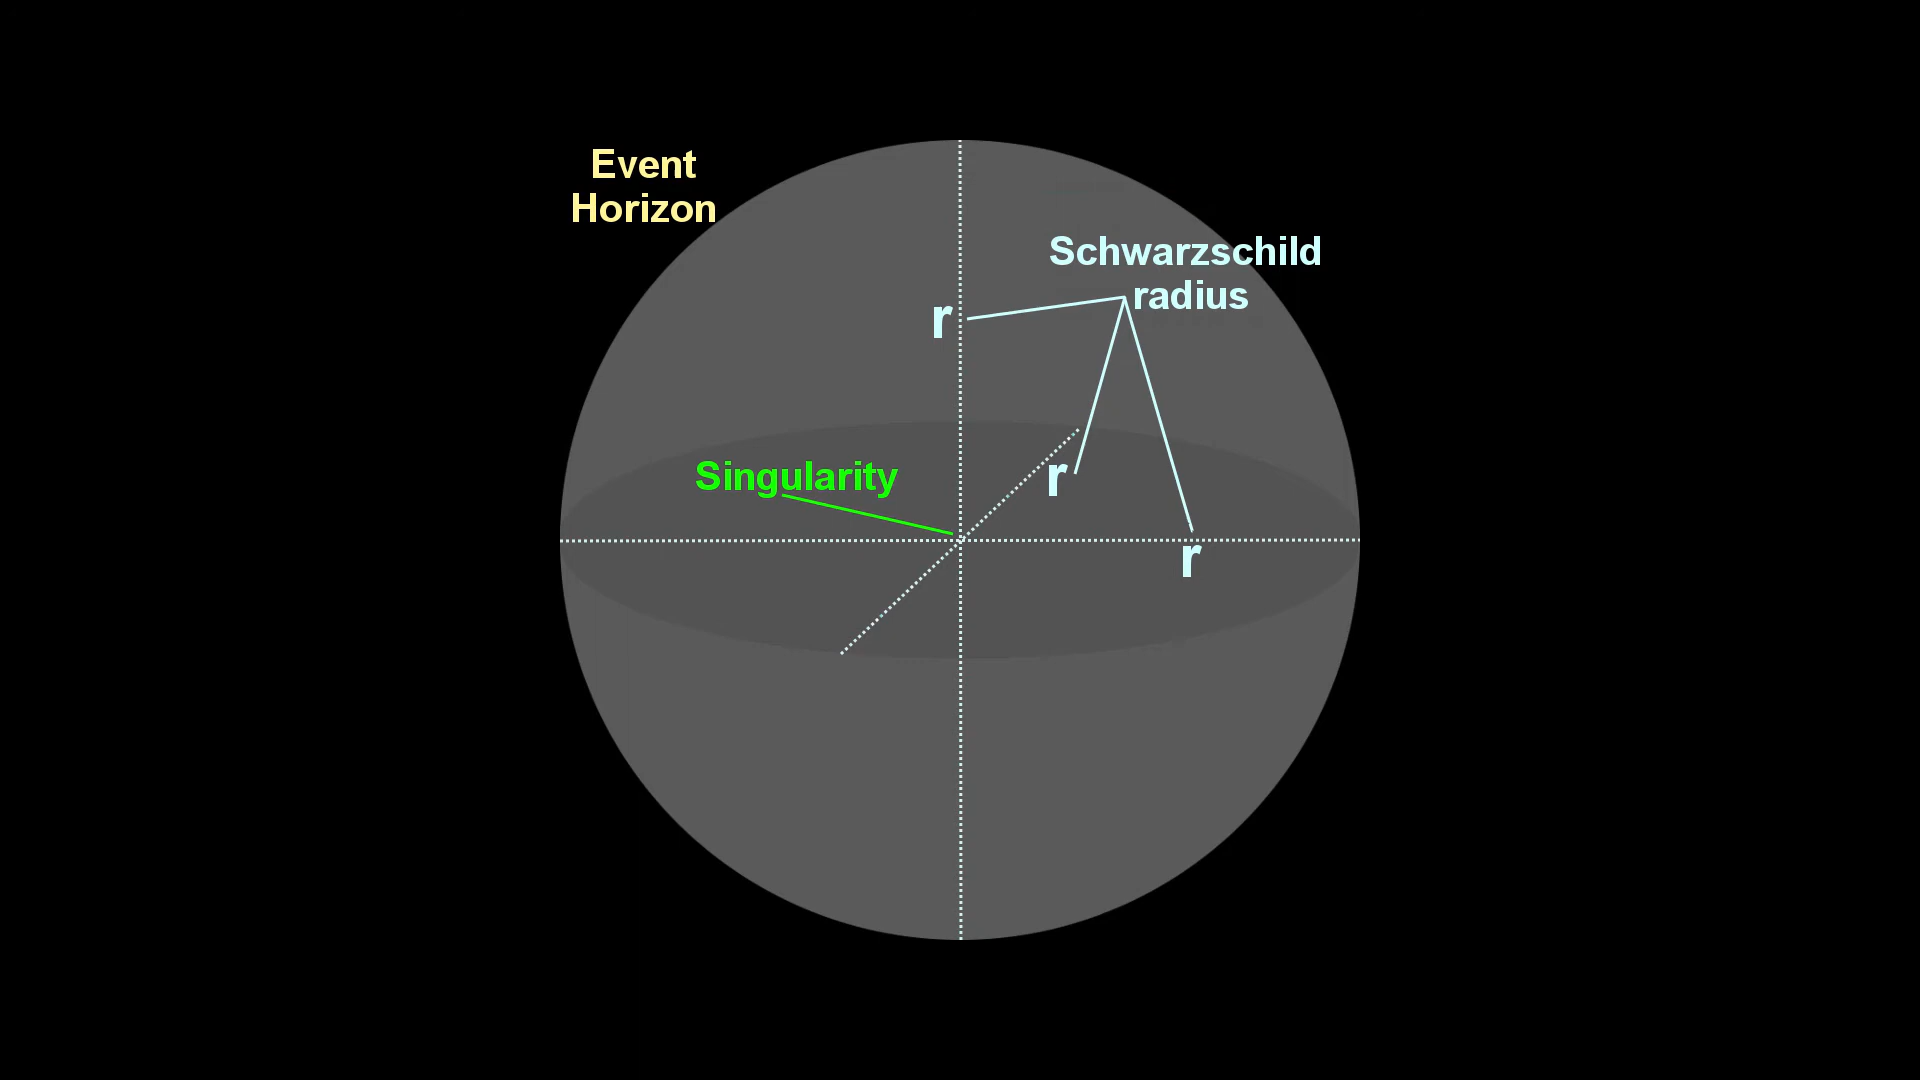 Event
Horizon
Schwarzschild
radius
r
Singularity
r
r